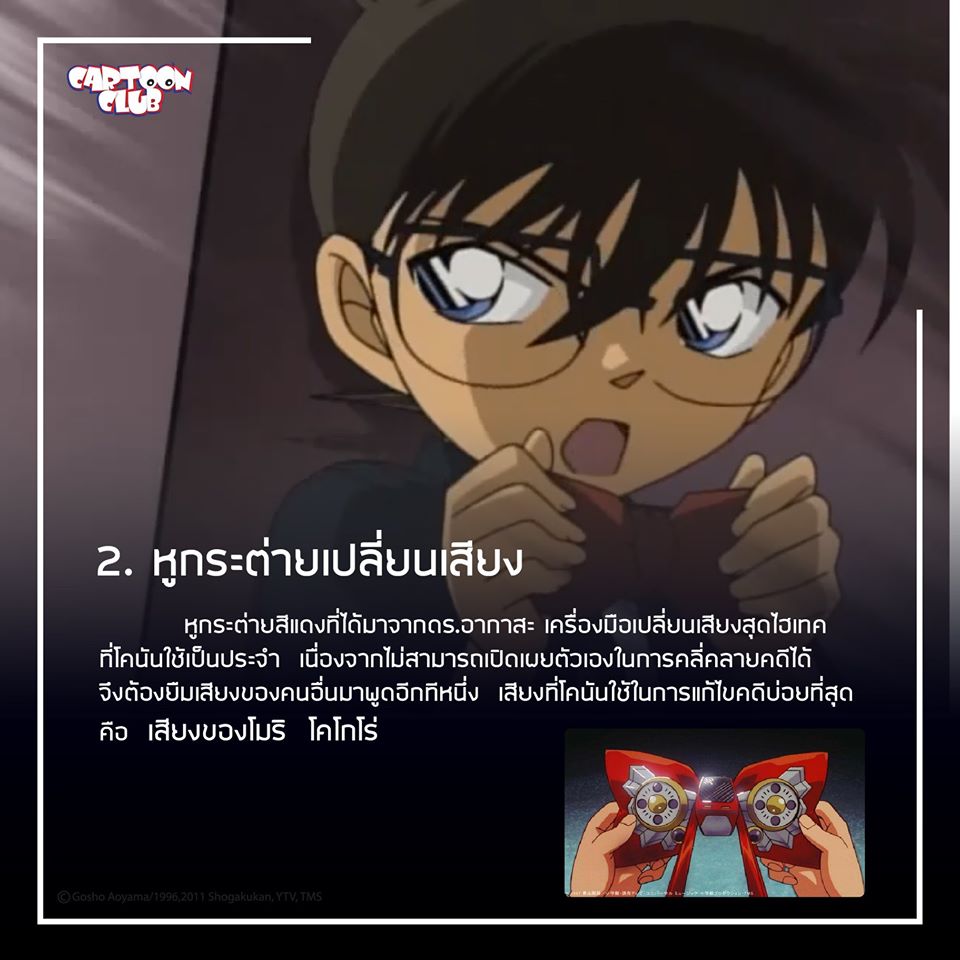 CARTOON
CLUB
2. หูกระต่ายเปลี่ยนเสียง
หูกระต่ายสีแดงที่ได้มาจากดร.อากาสะ เครื่องมือเปลี่ยนเสียงสุดไฮเทค
ที่โคนันใช้เป็นประจำ เนื่องจากไม่สามารถเปิดเผยตัวเองในการคลี่คลายคดีได้
จึงต้องยืมเสียงของคนอื่นมาพูดอีกทีหนึ่ง เสียงที่โคนันใช้ในการแก้ไขคดีบ่อยที่สุด
คือ เสียงของโมริ โคโกโร่
©Gosho Aoyama/1996,2011 Shogakukan, YTV, TMS